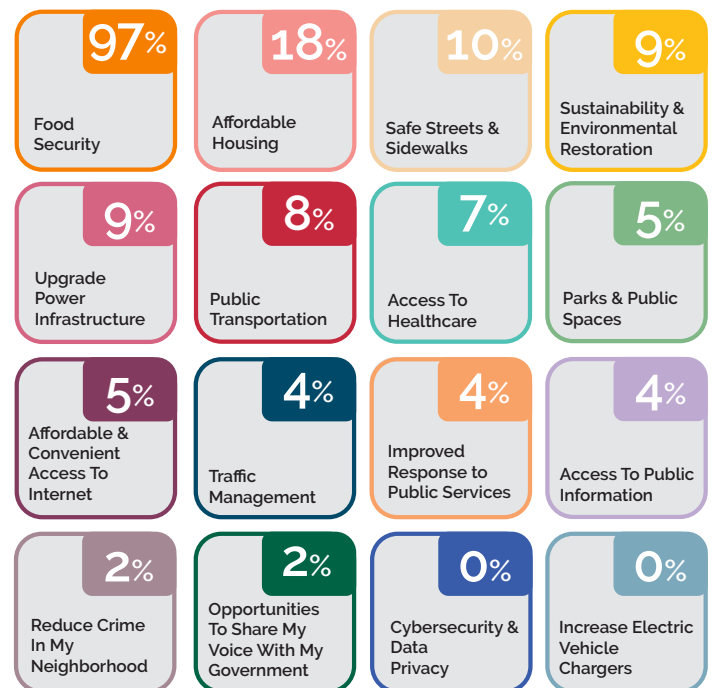 97%
Food
Security
18%
Affordable
Housing
10%
Safe Streets &
Sidewalks
9%
Sustainability &
Environmental
Restoration
9%
Upgrade
Power
Infrastructure
8%
Public
Transportation
7%
Access To
Healthcare
5%
Parks & Public
Spaces
5%
Affordable &
Convenient
Access To
Internet
4%
Traffic
Management
4%
Improved
Response to
Public Services
4%
Access To Public
Information
2%
Reduce Crime
In My
Neighborhood
2%
Opportunities
To Share My
Voice With My
Government
0%
Cybersecurity &
Data
Privacy
0%
Increase Electric
Vehicle
Chargers